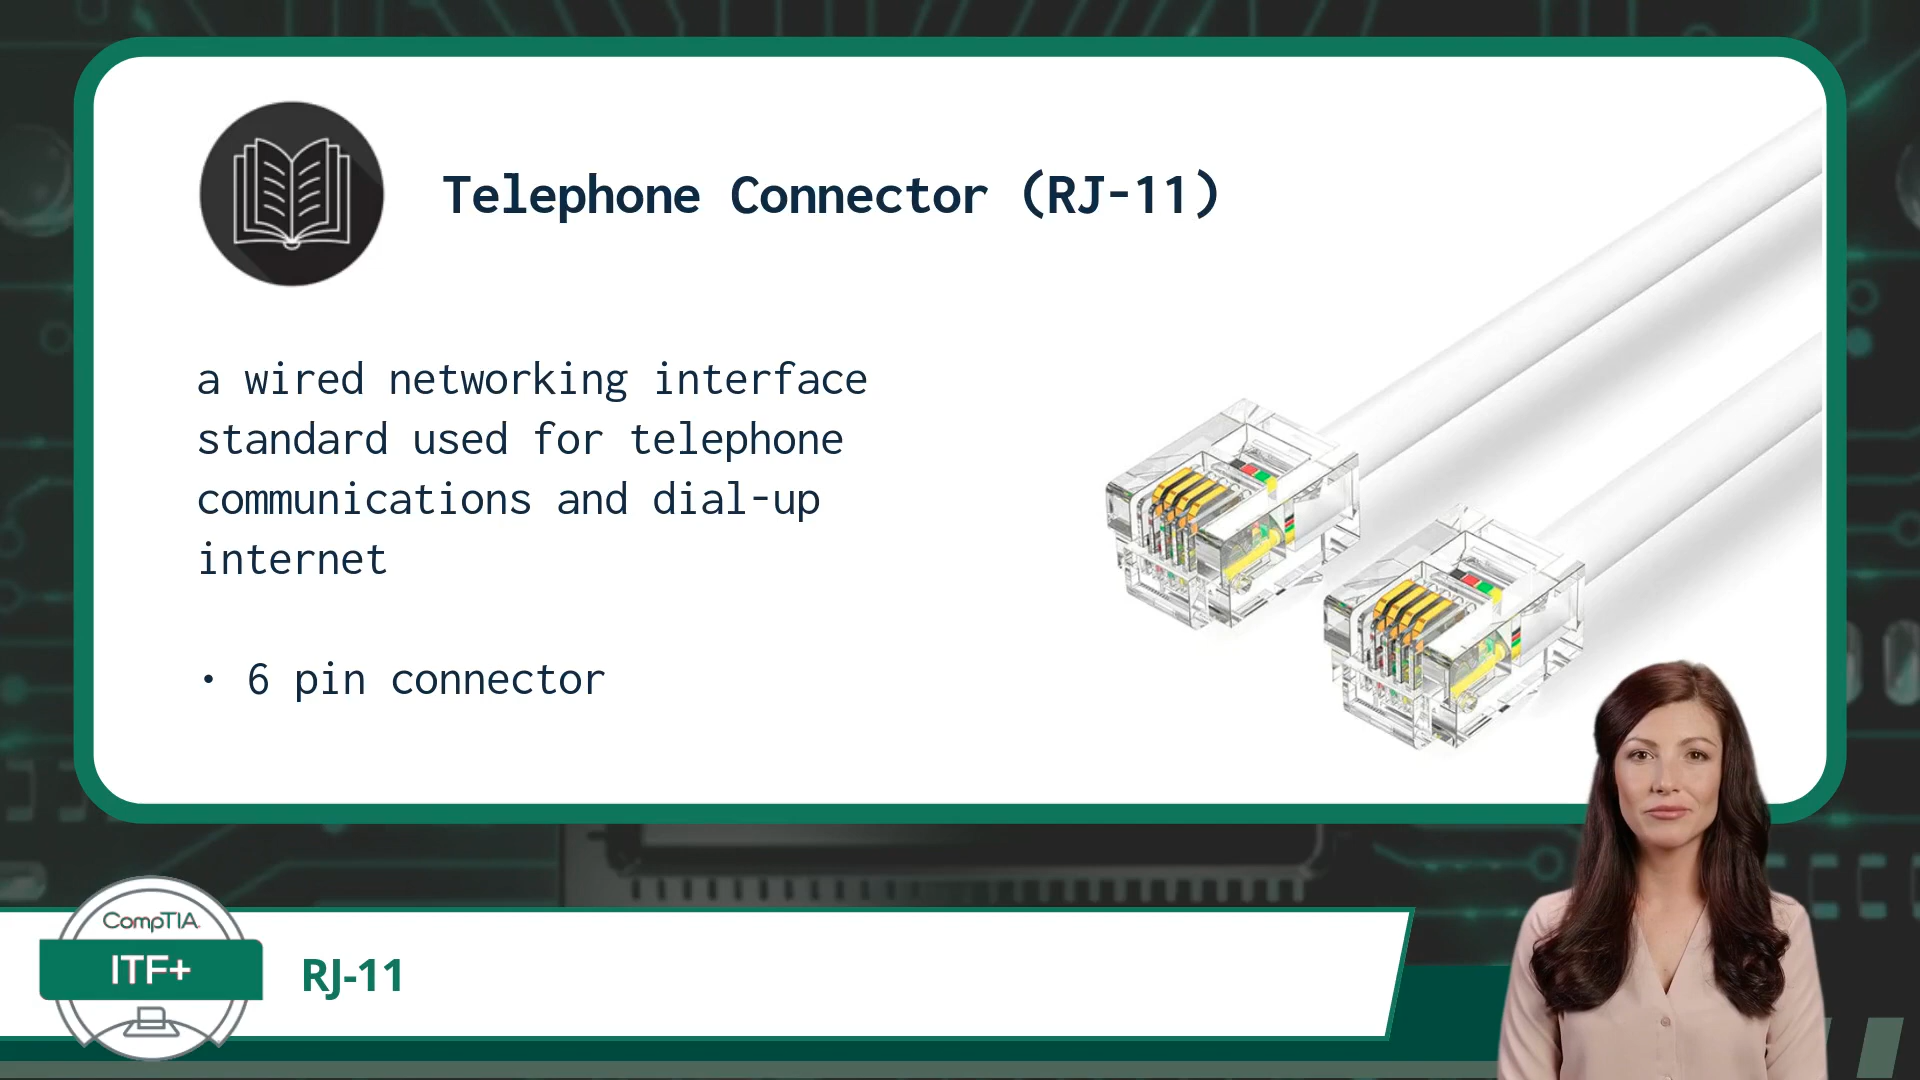 Telephone Connector (RJ-11)
a wired networking interface
standard used for telephone
communications and dial-up
internet
• 6 pin connector
CompTIA
ITF+
RJ-11